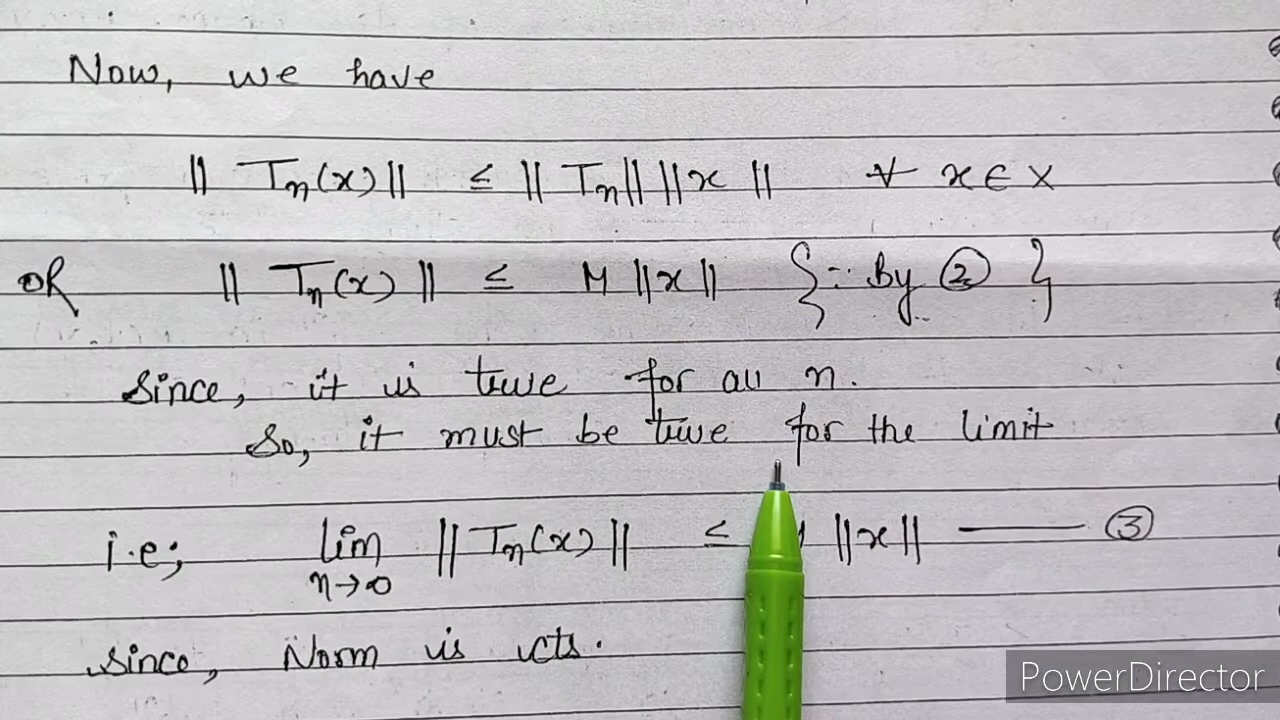 Now, we have
|| Tn(x) || ≤ || Tn || || x || ∀ x ∈ X
OR || Tn(x) || ≤ M || x || {∵ By ② }
Since, it is true for all n.
So, it must be true for the limit
i.e; lim n→∞ || Tn(x) || ≤ || x || —— ③
since, Norm is cts.
PowerDirector